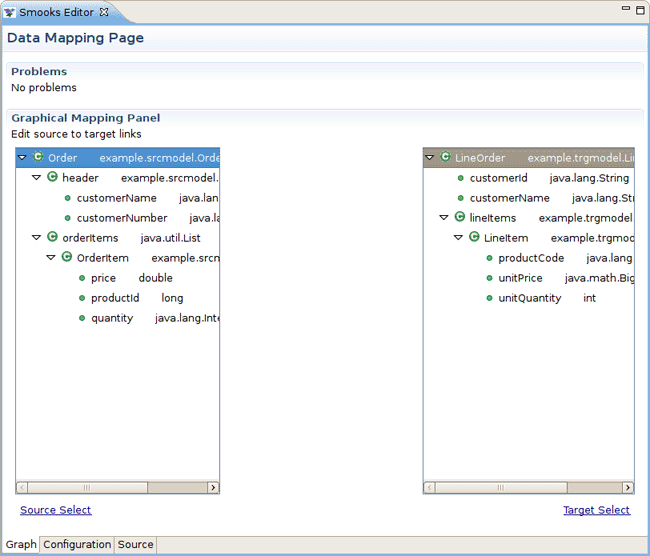 Smooks Editor
Data Mapping Page
Problems
No problems
Graphical Mapping Panel
Edit source to target links
Order example.srcmodel.Orde
header example.srcmodel.
customerName java.lan
customerNumber java.la
orderItems java.util.List
OrderItem example.srcm
price double
productId long
quantity java.lang.Inte
LineOrder example.trgmodel.Lin
customerId java.lang.String
customerName java.lang.Str
lineItems example.trgmodel
LineItem example.trgmo
productCode java.lang
unitPrice java.math.Big
unitQuantity int
Source Select
Target Select
Graph Configuration Source